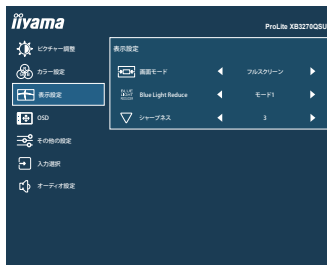 iiyama
ProLite XB3270QSU
ピクチャー調整
カラー設定
表示設定
OSD
その他の設定
入力選択
オーディオ設定
表示設定
画面モード フルスクリーン
BLUE LIGHT REDUCER Blue Light Reduce モード1
シャープネス 3